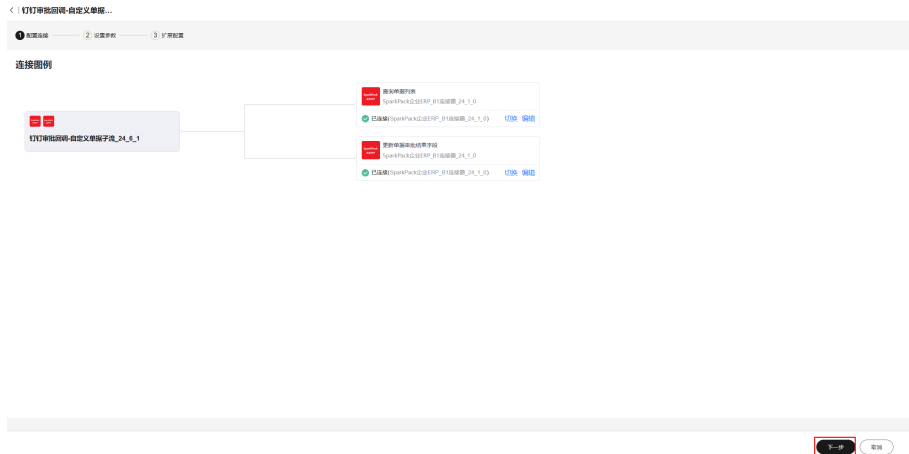 钉钉审批回调-自定义单据...
1 配置连接 2 设置参数 3 扩展配置
连接图例
查询单据列表
SparkPack企业ERP_B1连接器_24_1_0
已连接(SparkPack企业ERP_B1连接器_24_1_0) 切换 编辑
钉钉审批回调-自定义单据子流_24_6_1
更新单据审批结果字段
SparkPack企业ERP_B1连接器_24_1_0
已连接(SparkPack企业ERP_B1连接器_24_1_0) 切换 编辑
下一步 取消